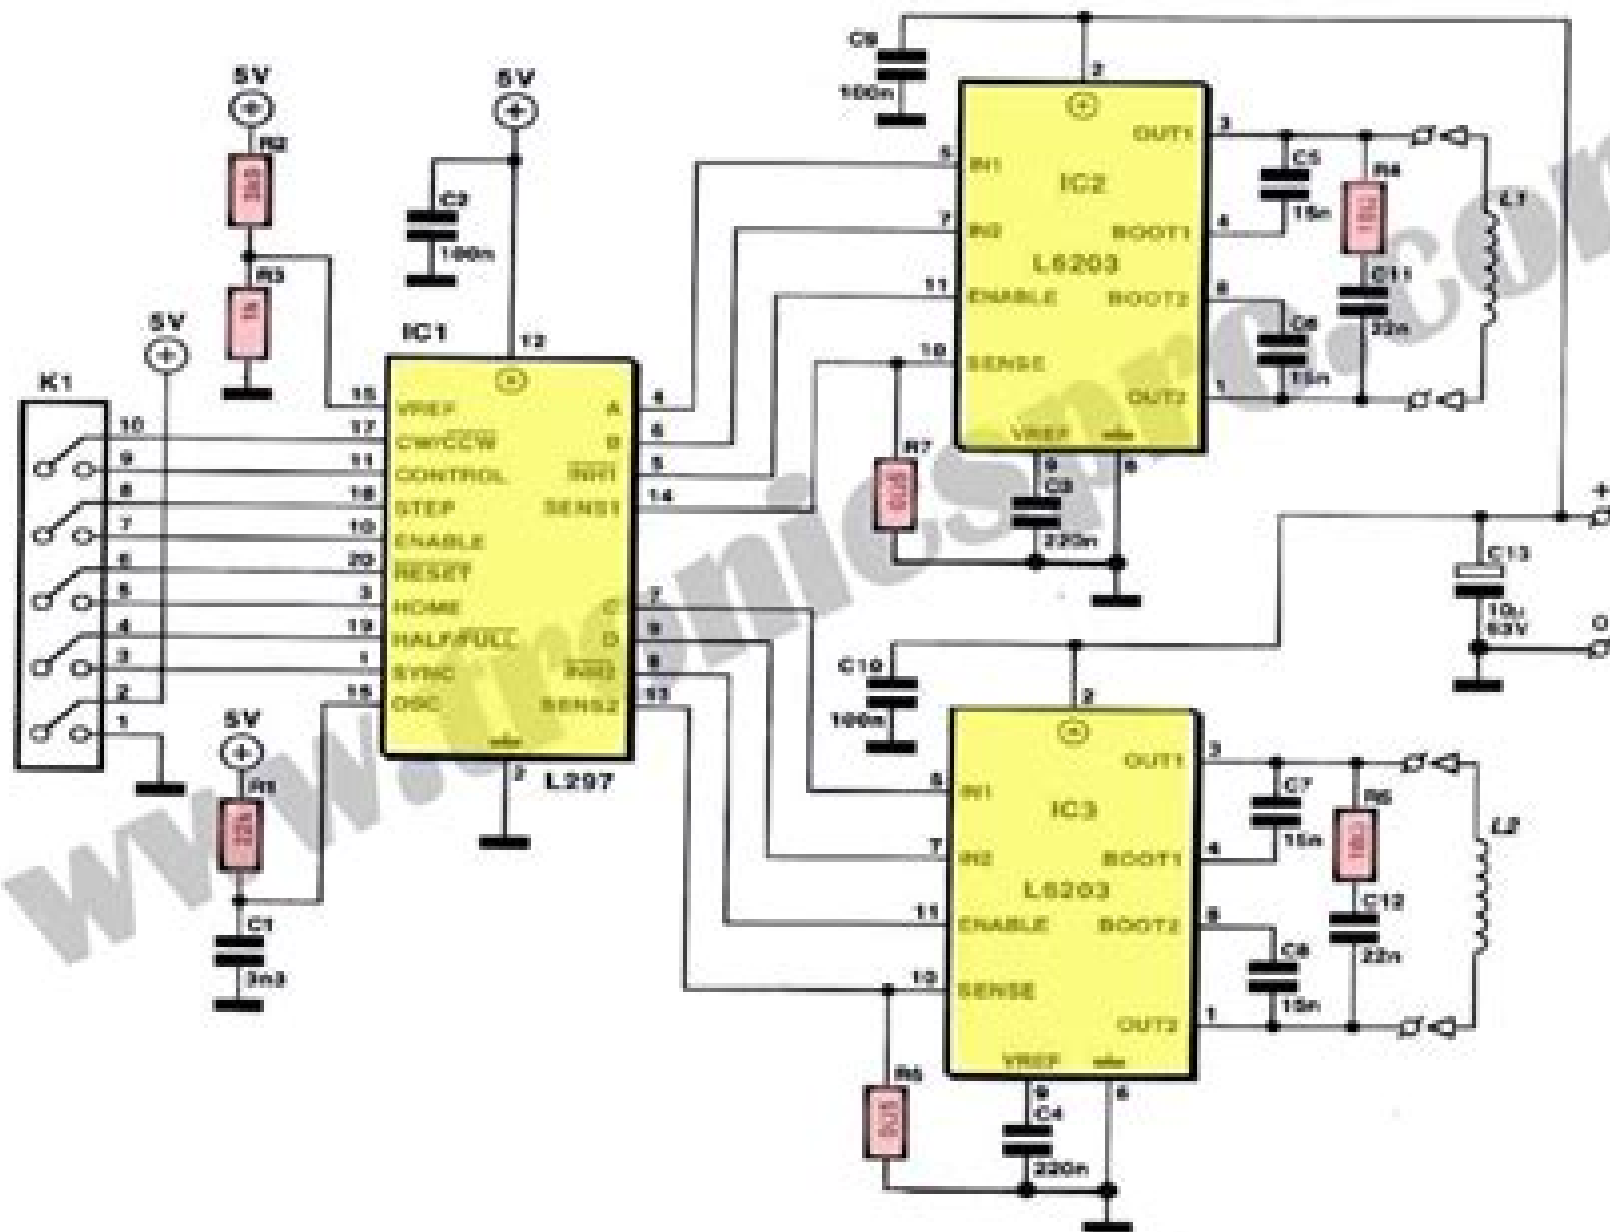 5V
R2
R3
1k
5V
C2
100n
5V
K1
10
9
8
7
6
5
4
3
2
1
5V
R1
22k
C1
3n3
IC1
12
15 VREF
17 CW/CCW
11 CONTROL
18 STEP
10 ENABLE
20 RESET
3 HOME
19 HALF/FULL
1 SYNC
OSC
A 4
B 6
INH1 5
SENS1 14
C 7
D 9
INH2 8
SENS2 13
2
L297
C9
100n
2
5 IN1
7 IN2
11 ENABLE
10 SENSE
IC2
L6203
OUT1 3
BOOT1 4
BOOT2 8
OUT2 1
VREF
9
6
C5
15n
R4
C11
22n
C6
15n
L1
R7
C3
220n
+
C13
10µ
63V
0
C10
100n
2
5 IN1
7 IN2
11 ENABLE
10 SENSE
IC3
L6203
OUT1 3
BOOT1 4
BOOT2 8
OUT2 1
VREF
9
6
C7
15n
R5
C12
22n
C8
15n
L2
R6
C4
220n